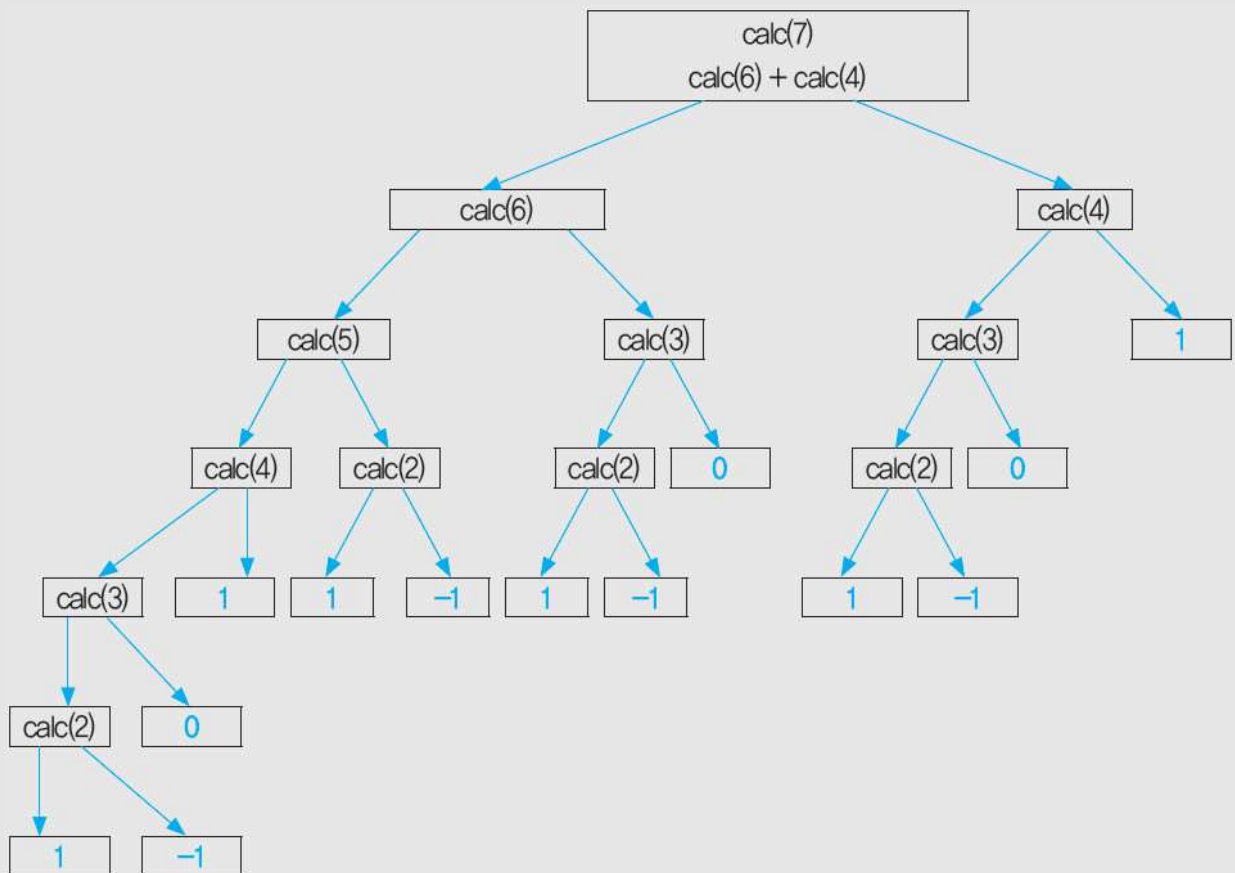 calc(7)
calc(6) + calc(4)
calc(6)
calc(4)
calc(5)
calc(3)
calc(3)
1
calc(4)
calc(2)
calc(2)
0
calc(2)
0
calc(3)
1
1
−1
1
−1
1
−1
calc(2)
0
1
−1